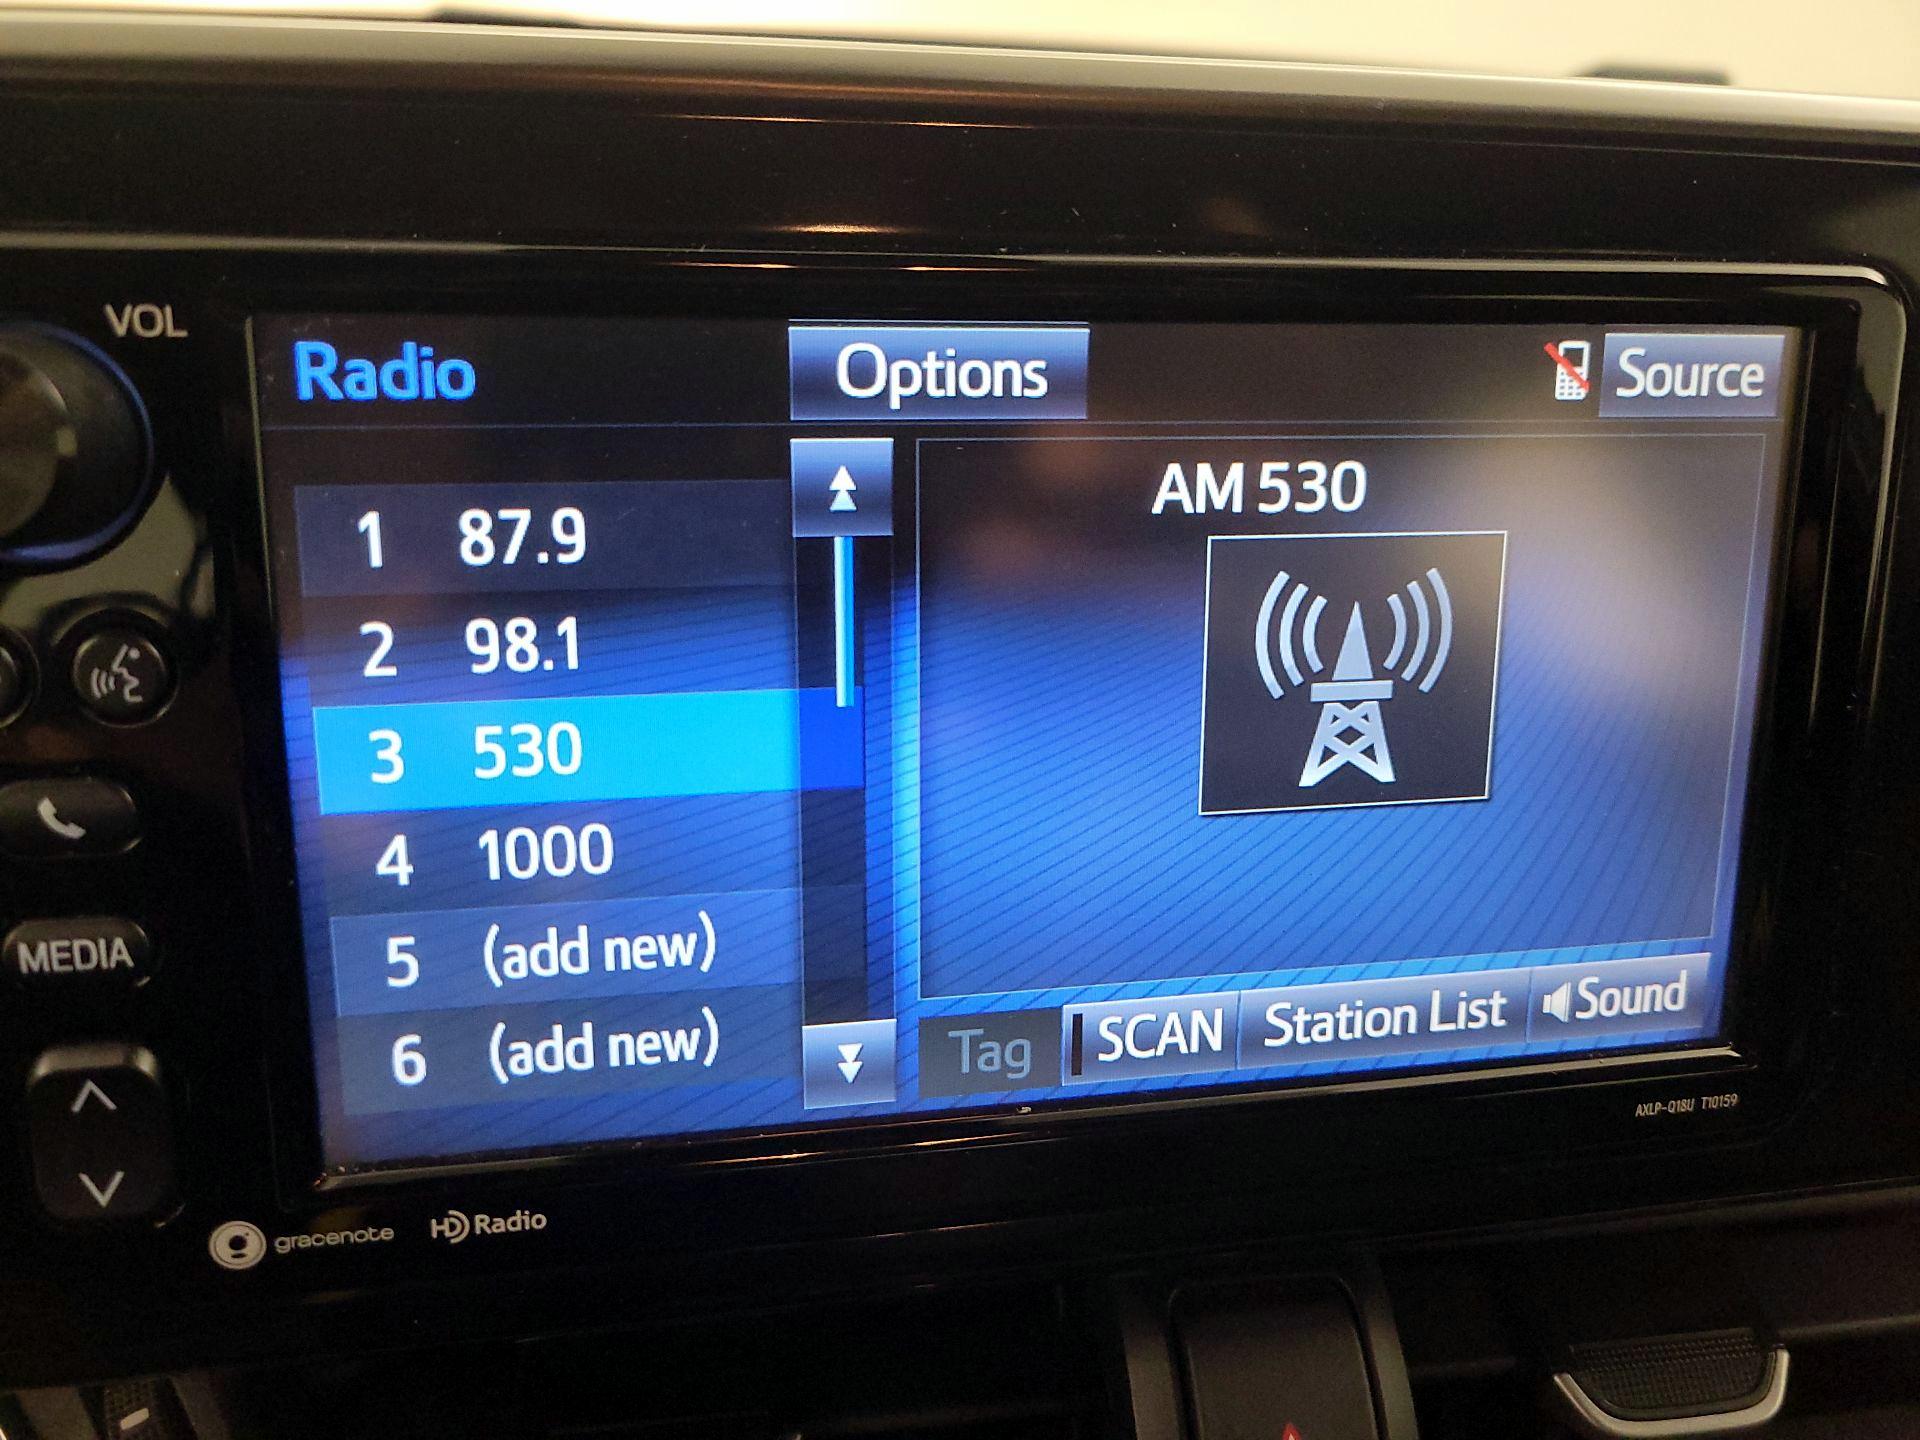 VOL
Radio
Options
Source
1 87.9
2 98.1
3 530
4 1000
5 (add new)
6 (add new)
AM 530
Tag
SCAN
Station List
Sound
MEDIA
AXLP-Q18U T10159
gracenote
HD Radio